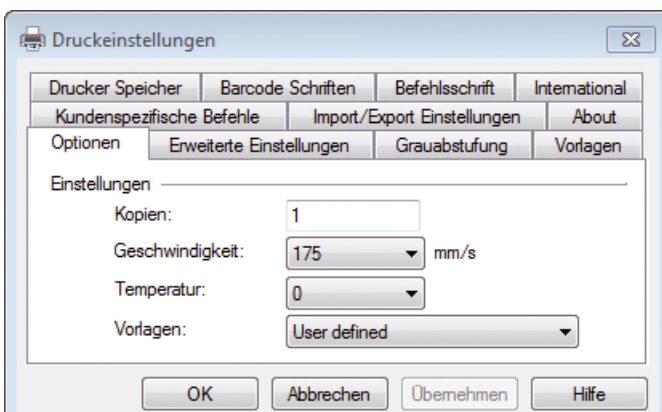 Druckeinstellungen
Drucker Speicher Barcode Schriften Befehlsschrift International
Kundenspezifische Befehle Import/Export Einstellungen About
Optionen Erweiterte Einstellungen Grauabstufung Vorlagen
Einstellungen
Kopien: 1
Geschwindigkeit: 175 mm/s
Temperatur: 0
Vorlagen: User defined
OK Abbrechen Übernehmen Hilfe